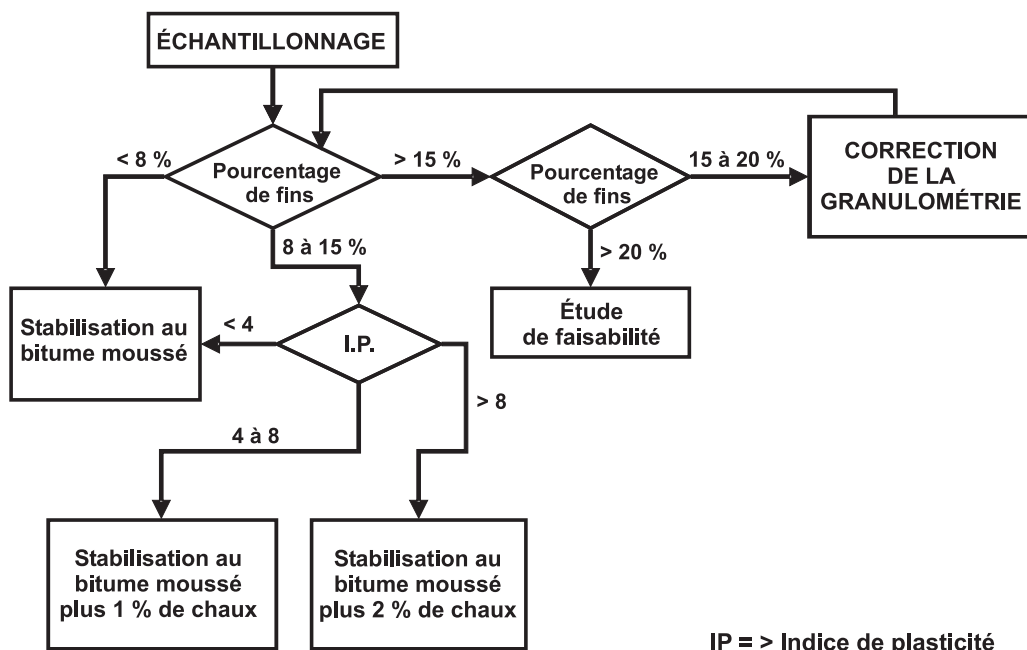 ÉCHANTILLONNAGE
< 8 %
Pourcentage
de fins
> 15 %
Pourcentage
de fins
15 à 20 %
CORRECTION
DE LA
GRANULOMÉTRIE
8 à 15 %
> 20 %
Stabilisation au
bitume moussé
< 4
I.P.
Étude
de faisabilité
> 8
4 à 8
Stabilisation au
bitume moussé
plus 1 % de chaux
Stabilisation au
bitume moussé
plus 2 % de chaux
IP = > Indice de plasticité